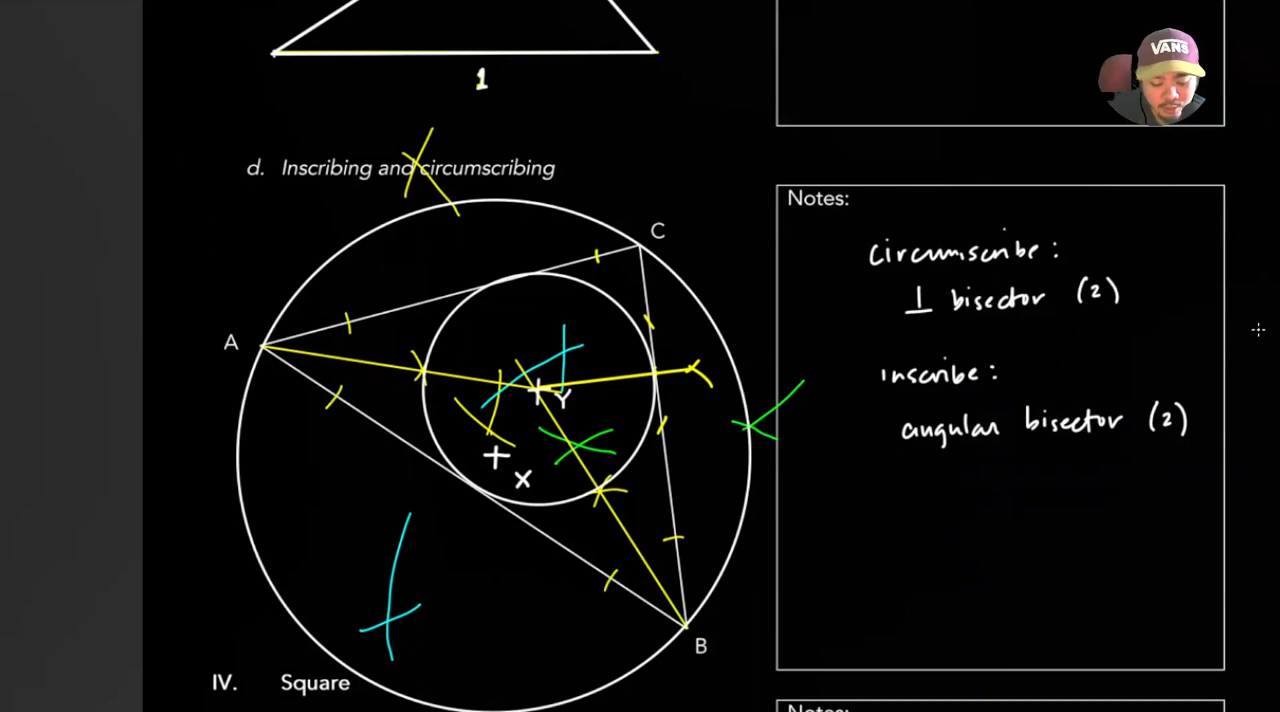 1
VANS
d. Inscribing and circumscribing
Notes:
C
circumscribe:
⊥ bisector (2)
A
inscribe:
Y
angular bisector (2)
X
B
IV. Square
Notes: